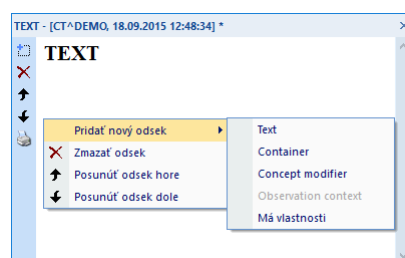 TEXT - [CT^DEMO, 18.09.2015 12:48:34] *
TEXT
Pridať nový odsek
Zmazať odsek
Posunúť odsek hore
Posunúť odsek dole
Text
Container
Concept modifier
Observation context
Má vlastnosti